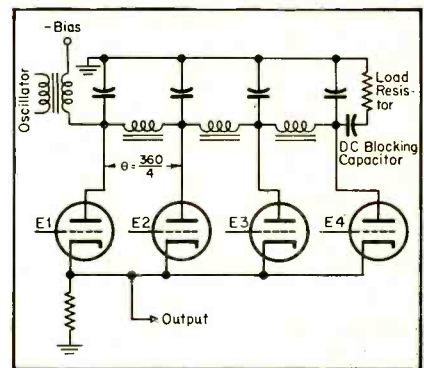 -Bias
Oscillator
Load
Resis-
tor
DC Blocking
Capacitor
θ = 360/4
E1
E2
E3
E4
Output